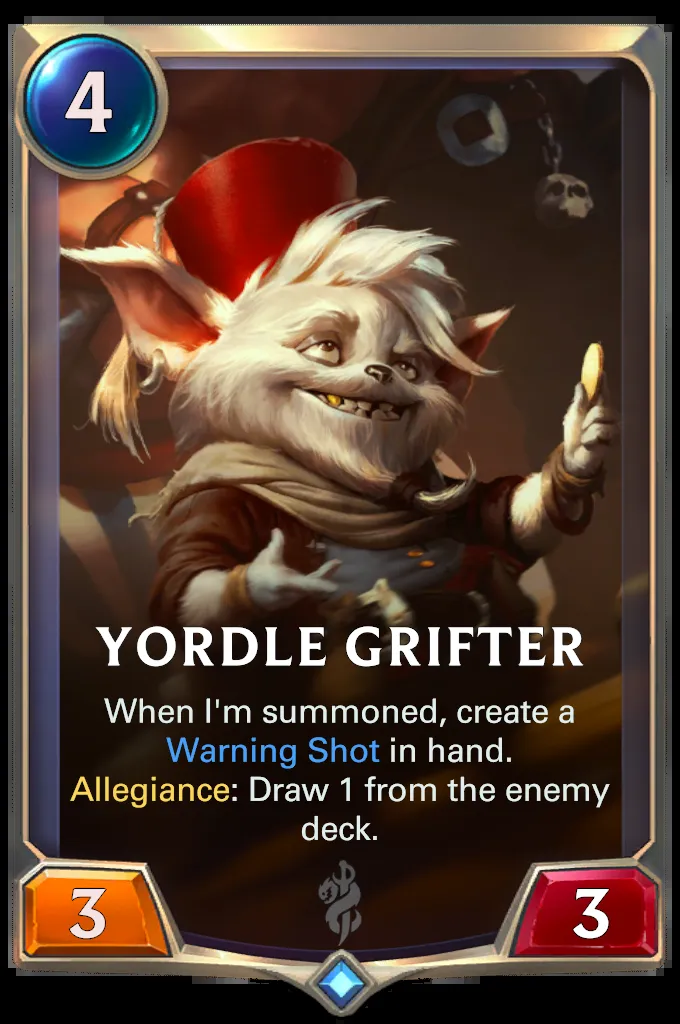 4
YORDLE GRIFTER
When I'm summoned, create a
Warning Shot in hand.
Allegiance: Draw 1 from the enemy
deck.
3 3